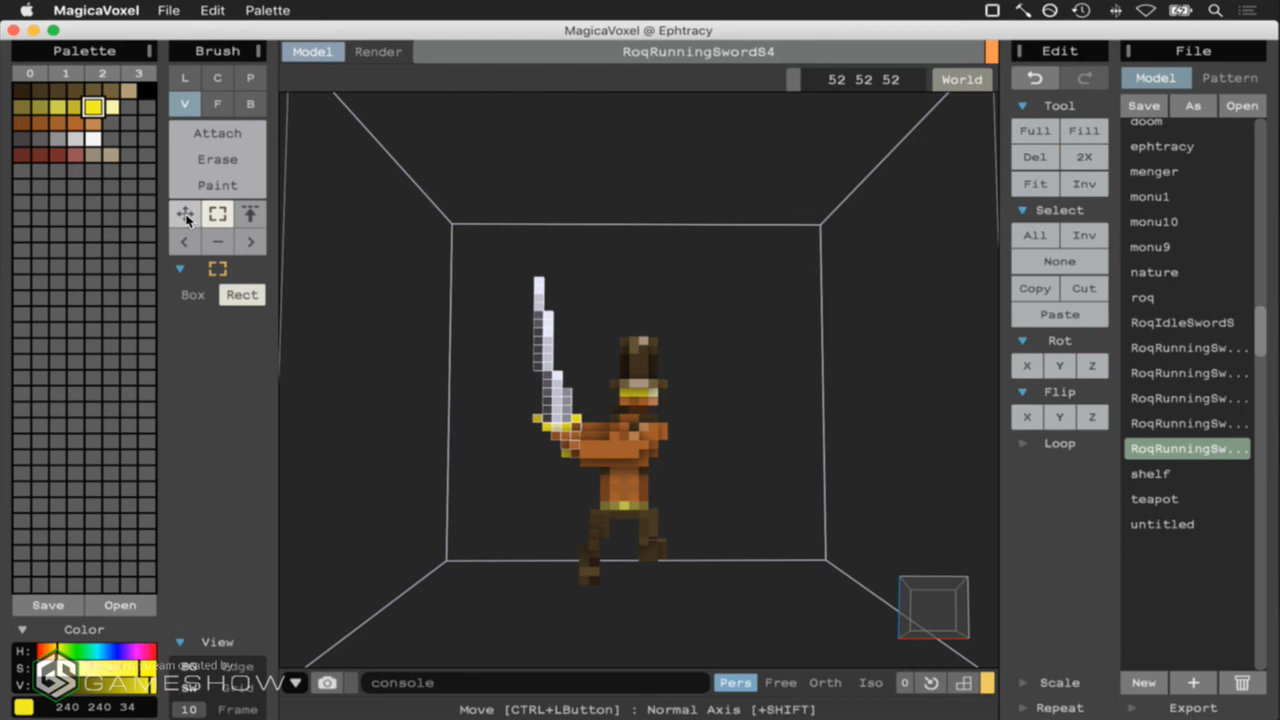 MagicaVoxel File Edit Palette
MagicaVoxel @ Ephtracy
Palette
0 1 2 3
Save Open
Color
H:
S:
V:
240 240 34
GAMESHOW
Brush
L C P
V F B
Attach
Erase
Paint
< − >
Box Rect
View
BG Edge
SW Grid
10 Frame
Model Render RoqRunningSwordS4
52 52 52 World
console Pers Free Orth Iso 0
Move [CTRL+LButton] : Normal Axis [+SHIFT]
Edit
Tool
Full Fill
Del 2X
Fit Inv
Select
All Inv
None
Copy Cut
Paste
Rot
X Y Z
Flip
X Y Z
Loop
Scale
Repeat
File
Model Pattern
Save As Open
doom
ephtracy
menger
monu1
monu10
monu9
nature
roq
RoqIdleSwordS
RoqRunningSw...
RoqRunningSw...
RoqRunningSw...
RoqRunningSw...
RoqRunningSw...
shelf
teapot
untitled
New +
Export